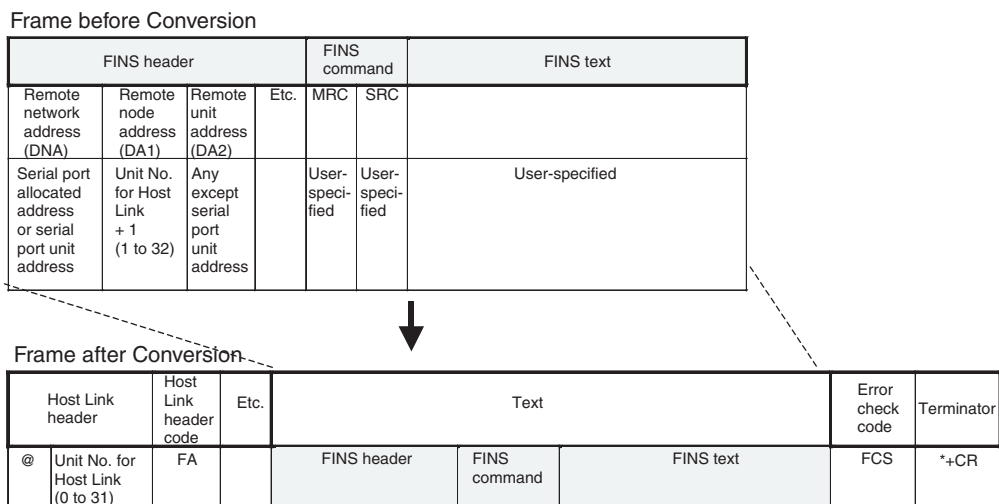 Frame before Conversion
FINS header
FINS
command
FINS text
Remote
network
address
(DNA)
Remote
node
address
(DA1)
Remote
unit
address
(DA2)
Etc.
MRC
SRC
Serial port
allocated
address
or serial
port unit
address
Unit No.
for Host
Link
+ 1
(1 to 32)
Any
except
serial
port
unit
address
User-
speci-
fied
User-
speci-
fied
User-specified
Frame after Conversion
Host Link
header
Host
Link
header
code
Etc.
Text
Error
check
code
Terminator
@
Unit No. for
Host Link
(0 to 31)
FA
FINS header
FINS
command
FINS text
FCS
*+CR